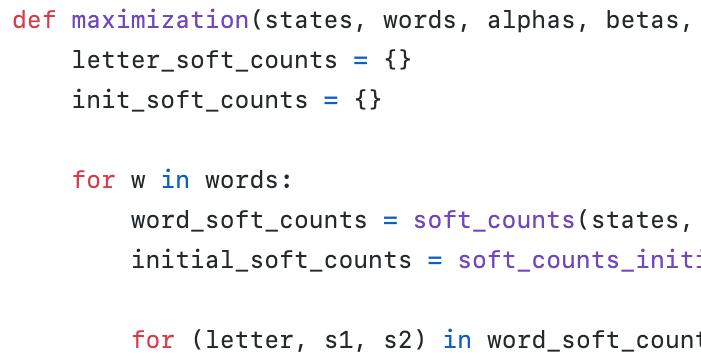 def maximization(states, words, alphas, betas,
    letter_soft_counts = {}
    init_soft_counts = {}

    for w in words:
        word_soft_counts = soft_counts(states,
        initial_soft_counts = soft_counts_initi
        for (letter, s1, s2) in word_soft_count